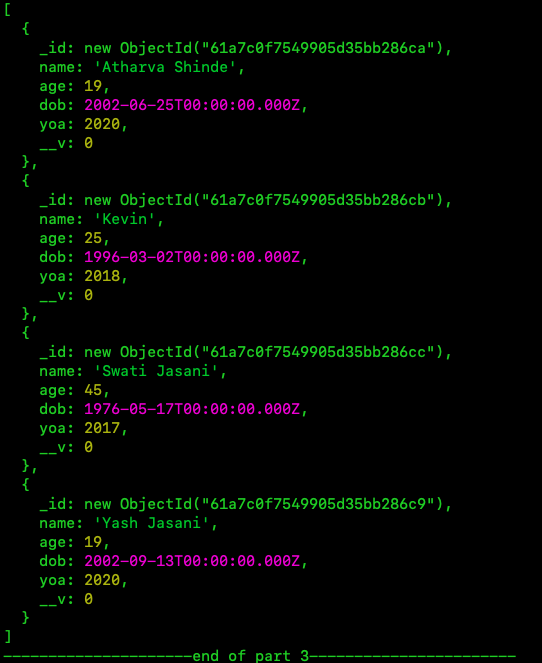 [
  {
    _id: new ObjectId("61a7c0f7549905d35bb286ca"),
    name: 'Atharva Shinde',
    age: 19,
    dob: 2002-06-25T00:00:00.000Z,
    yoa: 2020,
    __v: 0
  },
  {
    _id: new ObjectId("61a7c0f7549905d35bb286cb"),
    name: 'Kevin',
    age: 25,
    dob: 1996-03-02T00:00:00.000Z,
    yoa: 2018,
    __v: 0
  },
  {
    _id: new ObjectId("61a7c0f7549905d35bb286cc"),
    name: 'Swati Jasani',
    age: 45,
    dob: 1976-05-17T00:00:00.000Z,
    yoa: 2017,
    __v: 0
  },
  {
    _id: new ObjectId("61a7c0f7549905d35bb286c9"),
    name: 'Yash Jasani',
    age: 19,
    dob: 2002-09-13T00:00:00.000Z,
    yoa: 2020,
    __v: 0
  }
]
---------------------end of part 3-----------------------